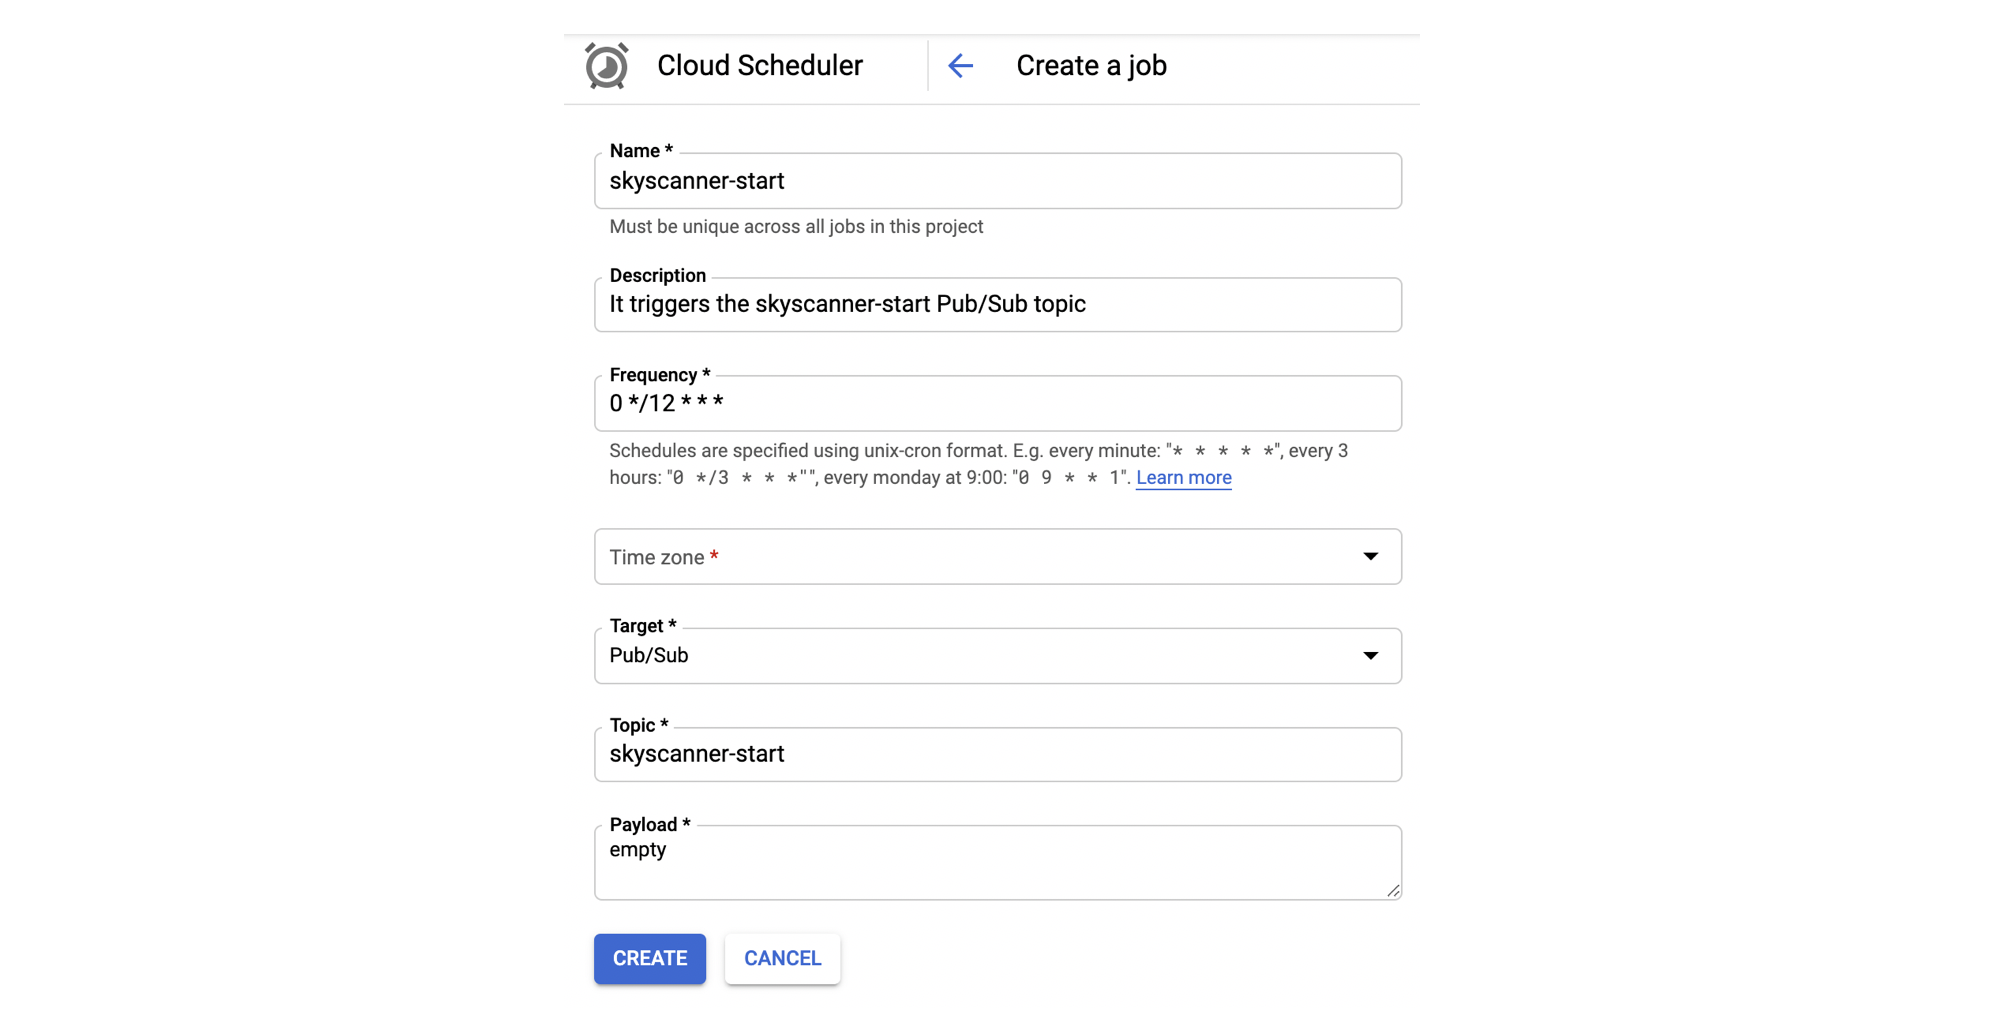 Cloud Scheduler
Create a job
Name *
skyscanner-start
Must be unique across all jobs in this project
Description
It triggers the skyscanner-start Pub/Sub topic
Frequency *
0 */12 * * *
Schedules are specified using unix-cron format. E.g. every minute: "* * * * *", every 3
hours: "0 */3 * * *"", every monday at 9:00: "0 9 * * 1". Learn more
Time zone *
Target *
Pub/Sub
Topic *
skyscanner-start
Payload *
empty
CREATE
CANCEL